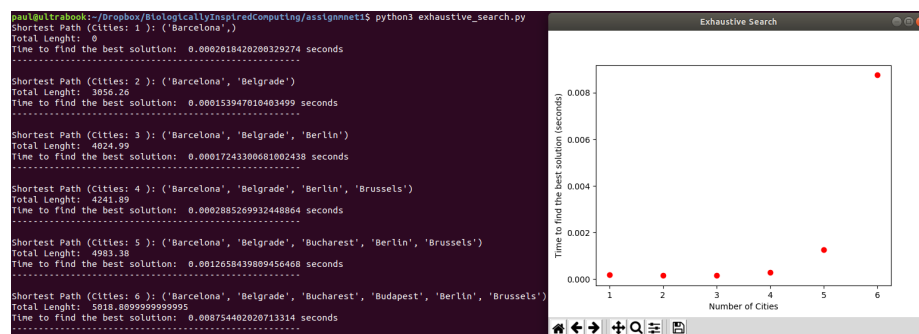 paul@ultrabook:~/Dropbox/BiologicallyInspiredComputing/assignmnet1$ python3 exhaustive_search.py
Shortest Path (Cities: 1 ): ('Barcelona',)
Total Lenght:  0
Time to find the best solution:  0.0002018420200329274 seconds
-----------------------------------------------------
Shortest Path (Cities: 2 ): ('Barcelona', 'Belgrade')
Total Lenght:  3056.26
Time to find the best solution:  0.000153947010403499 seconds
-----------------------------------------------------
Shortest Path (Cities: 3 ): ('Barcelona', 'Belgrade', 'Berlin')
Total Lenght:  4024.99
Time to find the best solution:  0.00017243300681002438 seconds
-----------------------------------------------------
Shortest Path (Cities: 4 ): ('Barcelona', 'Belgrade', 'Berlin', 'Brussels')
Total Lenght:  4241.89
Time to find the best solution:  0.0002885269932448864 seconds
-----------------------------------------------------
Shortest Path (Cities: 5 ): ('Barcelona', 'Belgrade', 'Bucharest', 'Berlin', 'Brussels')
Total Lenght:  4983.38
Time to find the best solution:  0.0012658439809456468 seconds
-----------------------------------------------------
Shortest Path (Cities: 6 ): ('Barcelona', 'Belgrade', 'Bucharest', 'Budapest', 'Berlin', 'Brussels')
Total Lenght:  5018.8099999999995
Time to find the best solution:  0.008754402020713314 seconds
-----------------------------------------------------
Exhaustive Search
Time to find the best solution (seconds)
0.008
0.006
0.004
0.002
0.000
1 2 3 4 5 6
Number of Cities